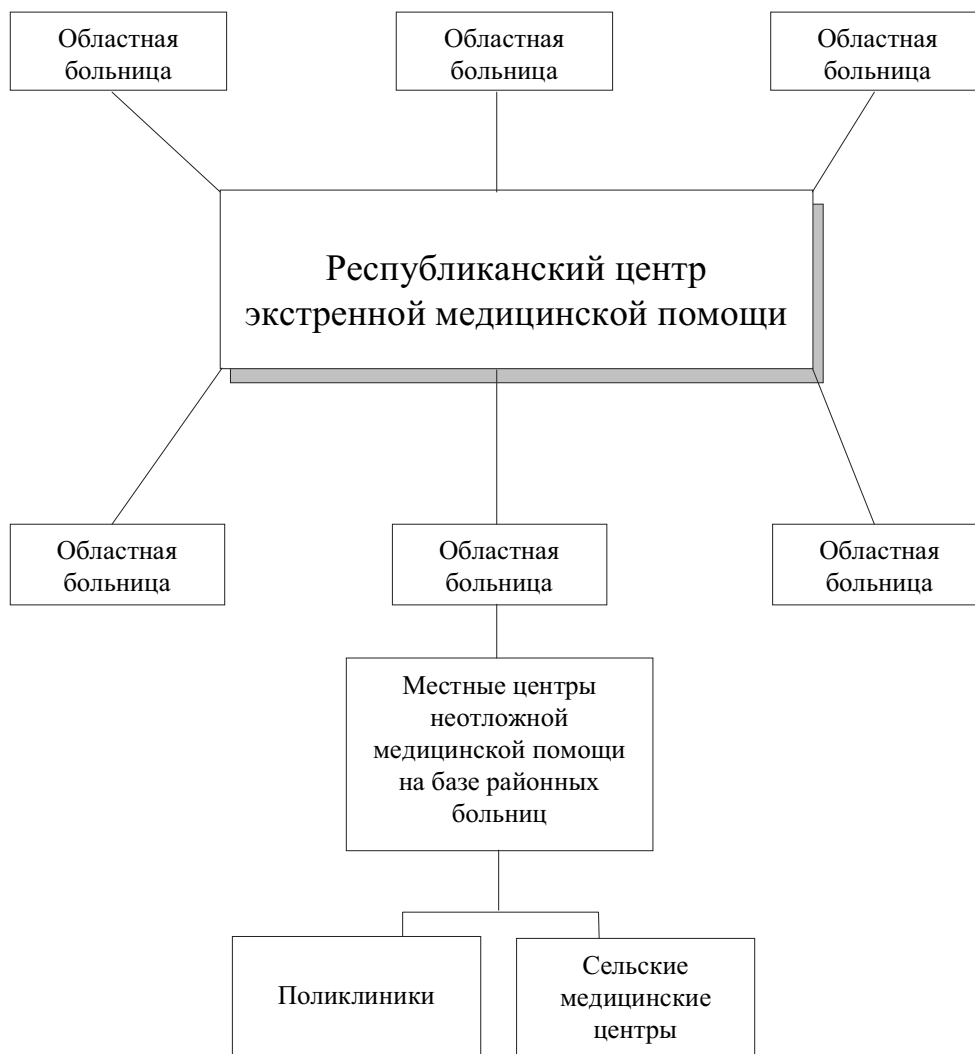 Областная
больница
Областная
больница
Областная
больница
Республиканский центр
экстренной медицинской помощи
Областная
больница
Областная
больница
Областная
больница
Местные центры
неотложной
медицинской помощи
на базе районных
больниц
Поликлиники
Сельские
медицинские
центры